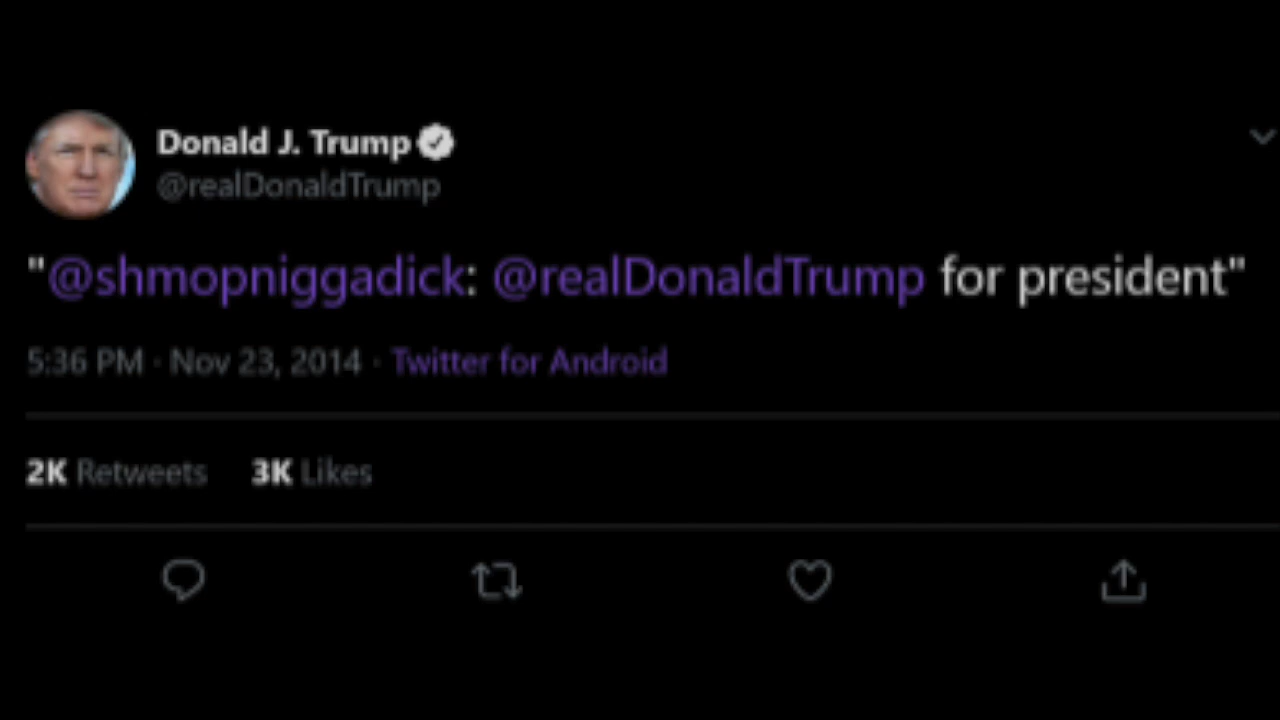 Donald J. Trump
@realDonaldTrump
"@shmopniggadick: @realDonaldTrump for president"
5:36 PM · Nov 23, 2014 · Twitter for Android
2K Retweets 3K Likes